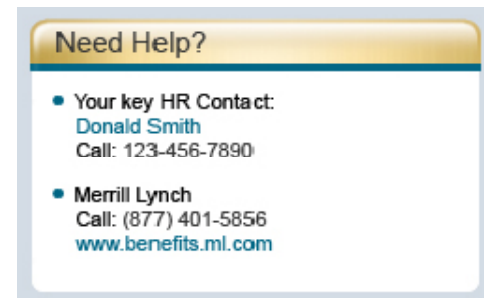 Need Help?
Your key HR Contact:
Donald Smith
Call: 123-456-7890
Merrill Lynch
Call: (877) 401-5856
www.benefits.ml.com